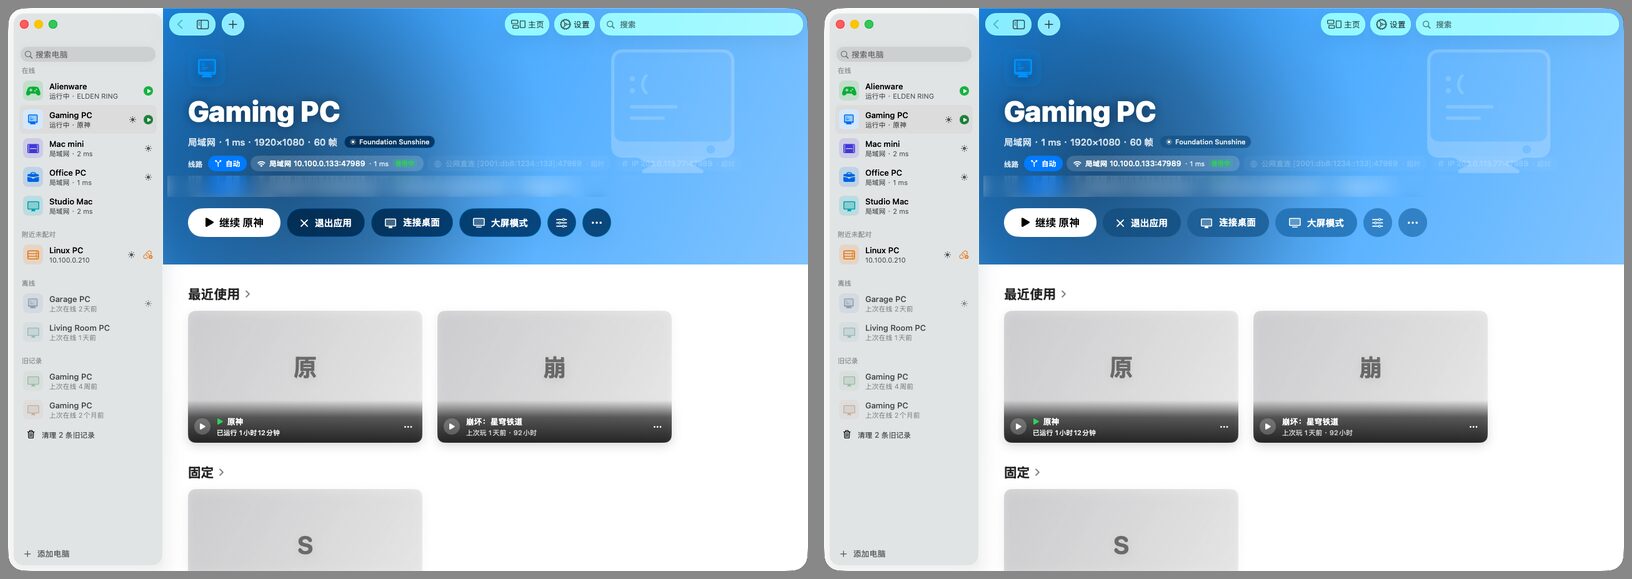 主页
设置
搜索
搜索电脑
在线
Alienware
运行中 · ELDEN RING
Gaming PC
运行中 · 原神
Mac mini
局域网 · 2 ms
Office PC
局域网 · 1 ms
Studio Mac
局域网 · 2 ms
附近未配对
Linux PC
10.100.0.210
离线
Garage PC
上次在线 2天前
Living Room PC
上次在线 1天前
旧记录
Gaming PC
上次在线 4周前
Gaming PC
上次在线 2个月前
清理 2 条旧记录
添加电脑
Gaming PC
局域网 · 1 ms · 1920×1080 · 60 帧 Foundation Sunshine
线路 自动 局域网 10.100.0.133:47989 · 1 ms
继续 原神 退出应用 连接桌面 大屏模式
最近使用
原
原神
已运行 1小时12分钟
崩
崩坏：星穹铁道
上次玩 1天前 · 92小时
固定
S
主页
设置
搜索
搜索电脑
在线
Alienware
运行中 · ELDEN RING
Gaming PC
运行中 · 原神
Mac mini
局域网 · 2 ms
Office PC
局域网 · 1 ms
Studio Mac
局域网 · 2 ms
附近未配对
Linux PC
10.100.0.210
离线
Garage PC
上次在线 2天前
Living Room PC
上次在线 1天前
旧记录
Gaming PC
上次在线 4周前
Gaming PC
上次在线 2个月前
清理 2 条旧记录
添加电脑
Gaming PC
局域网 · 1 ms · 1920×1080 · 60 帧 Foundation Sunshine
线路 自动 局域网 10.100.0.133:47989 · 1 ms
继续 原神 退出应用 连接桌面 大屏模式
最近使用
原
原神
已运行 1小时12分钟
崩
崩坏：星穹铁道
上次玩 1天前 · 92小时
固定
S